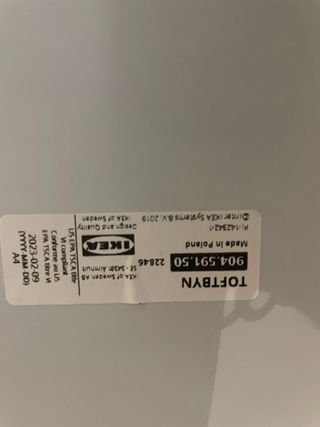 TOFTBYN
904.591.50
22846
Made in Poland
PI-1142342-1
© Inter IKEA Systems B.V. 2019
IKEA of Sweden AB
SE - 34381 Älmhult
IKEA
Design and Quality
IKEA of Sweden
US EPA TSCA title
VI compliant
Conforme au US
EPA TSCA titre VI
2023-02-09
(YYYY MM DD)
A4